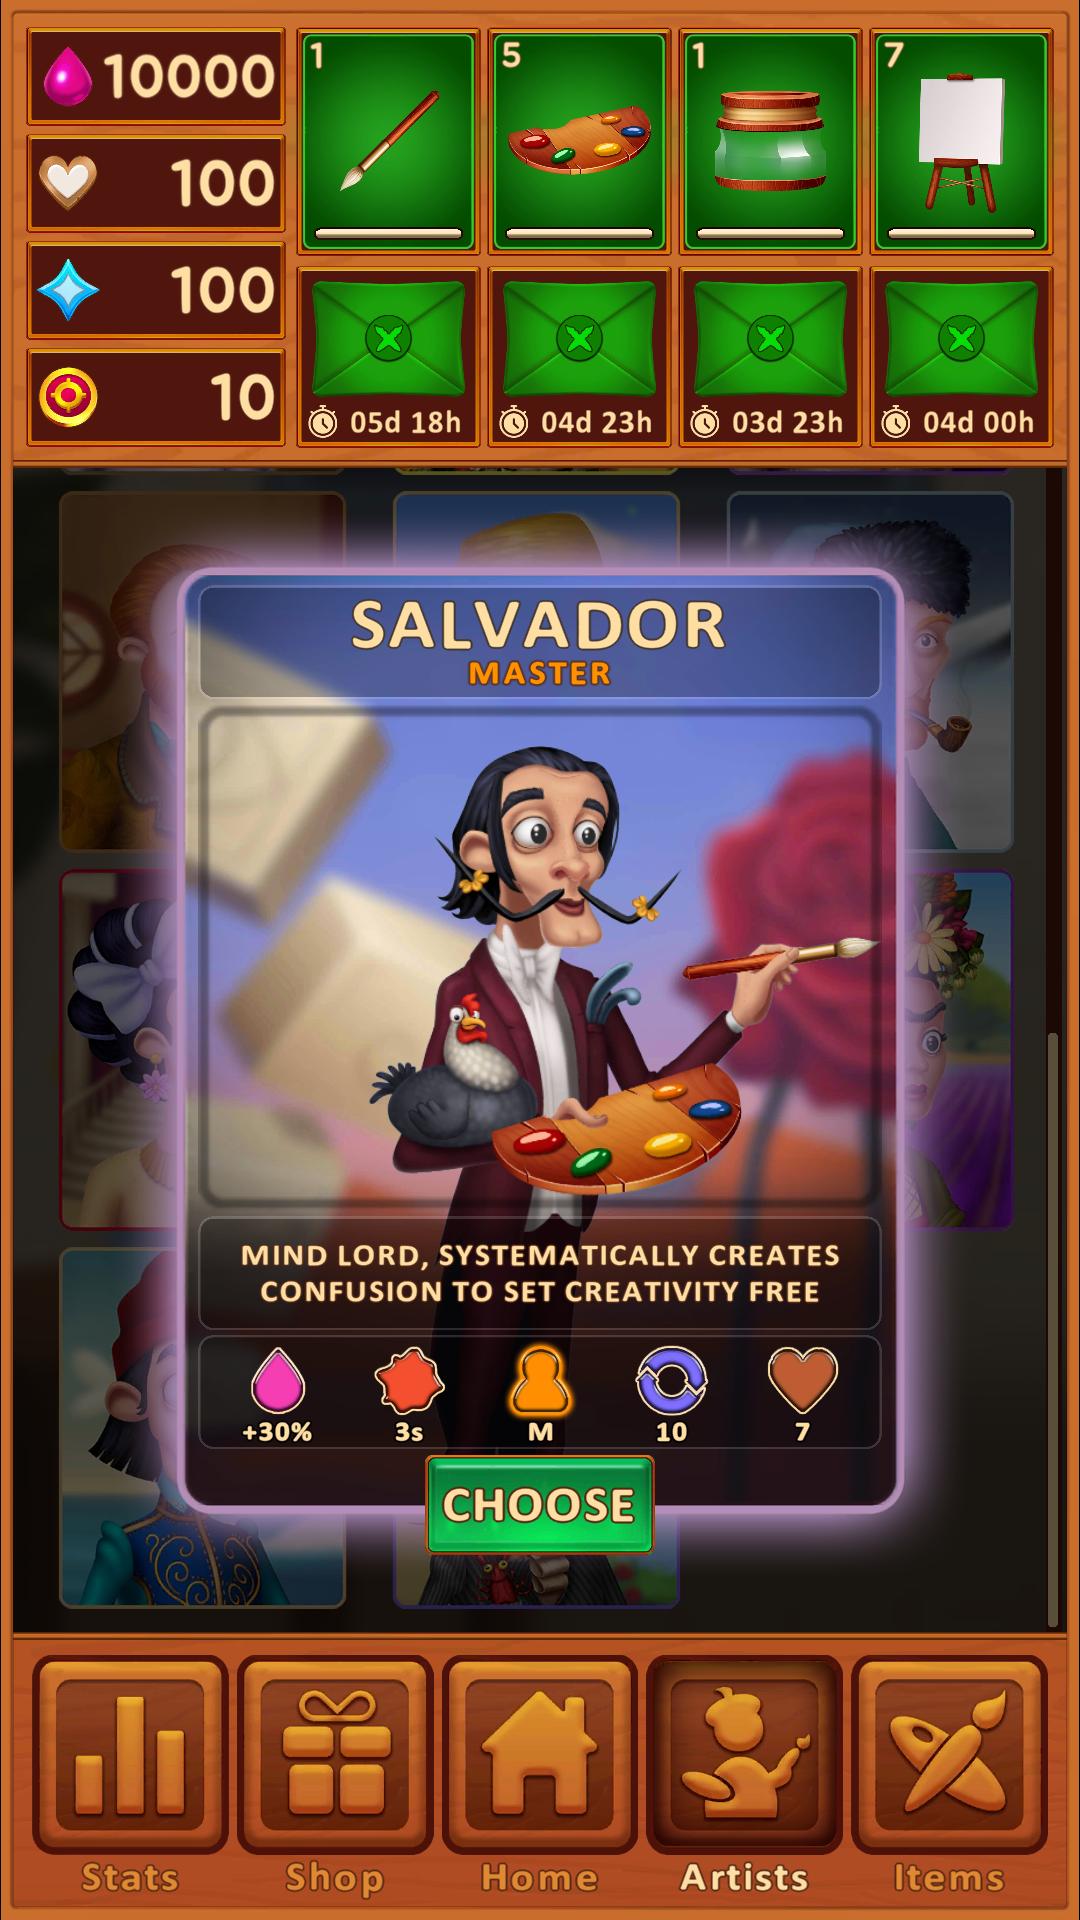 10000
100
100
10
1
5
1
7
05d 18h
04d 23h
03d 23h
04d 00h
SALVADOR
MASTER
MIND LORD, SYSTEMATICALLY CREATES
CONFUSION TO SET CREATIVITY FREE
+30%
3s
M
10
7
CHOOSE
Stats
Shop
Home
Artists
Items